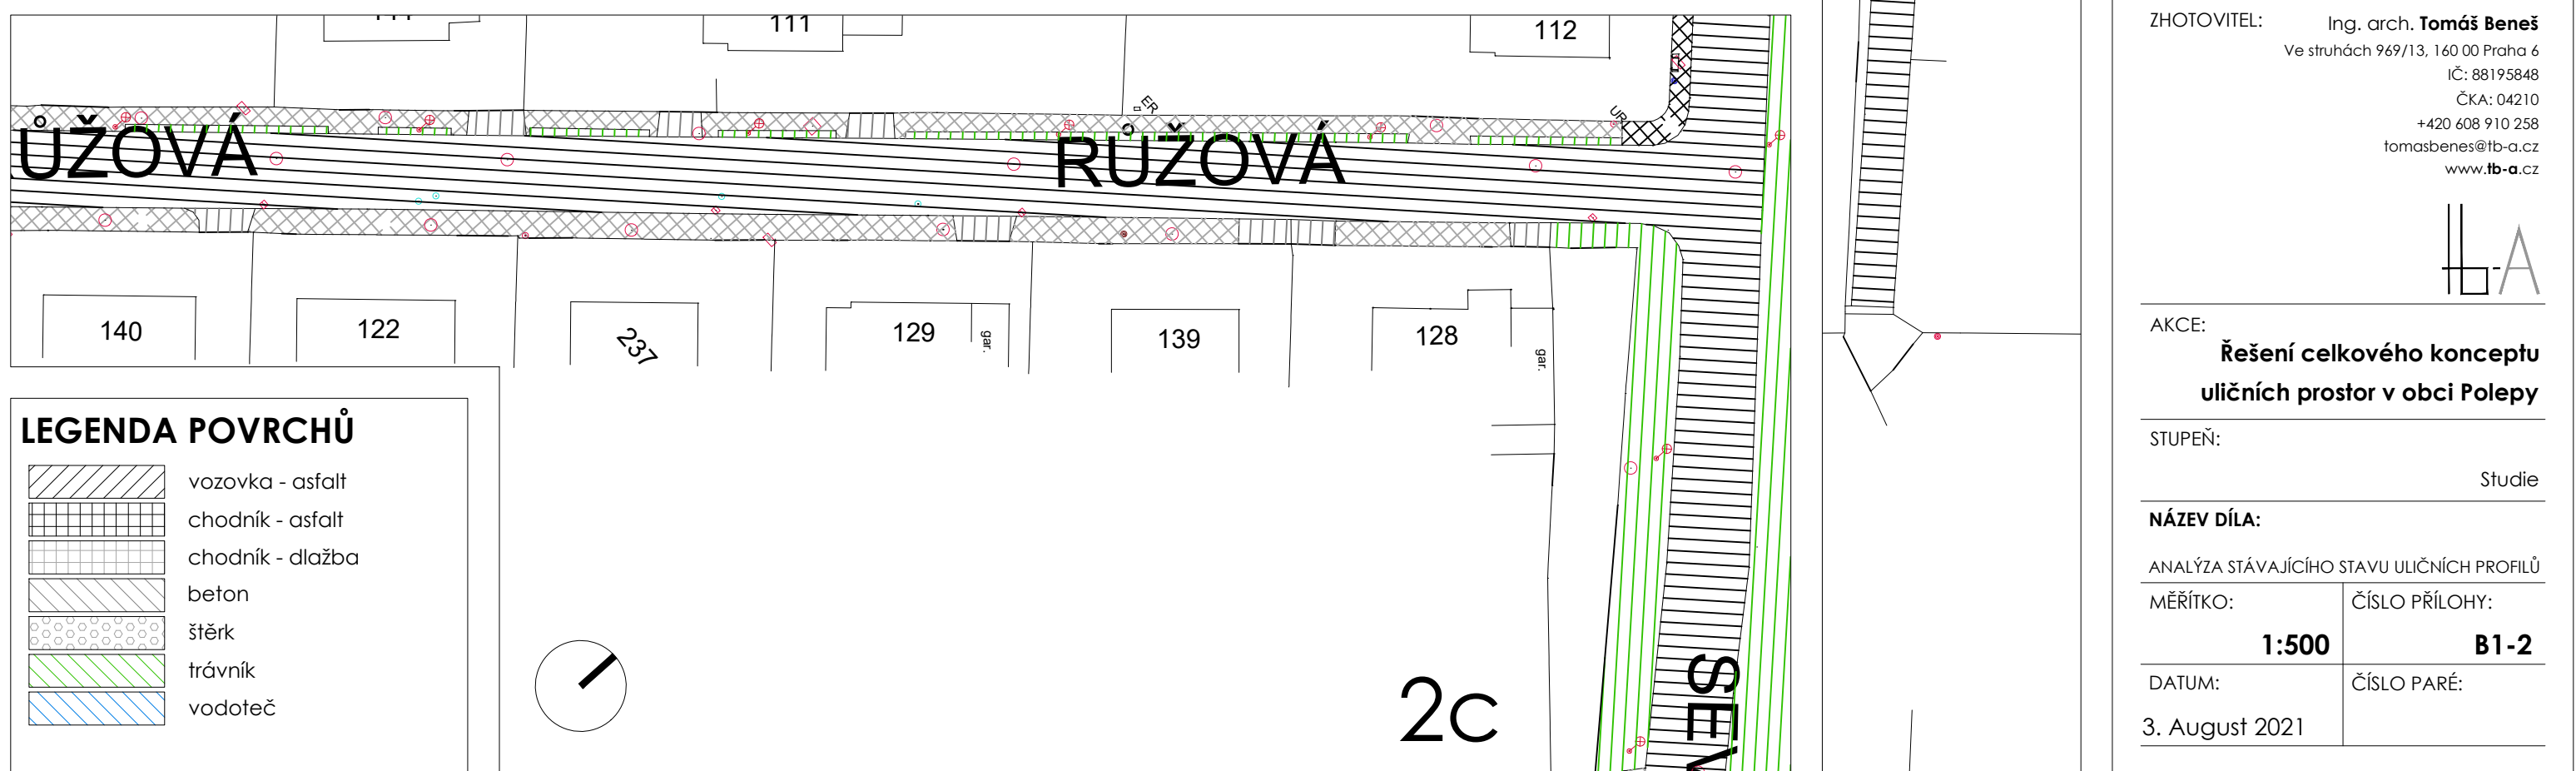 111
112
ER
UR
RŮŽOVÁ
140
122
237
129
gar.
139
128
gar.
LEGENDA POVRCHŮ
vozovka - asfalt
chodník - asfalt
chodník - dlažba
beton
štěrk
trávník
vodoteč
2c
ZHOTOVITEL:
Ing. arch. Tomáš Beneš
Ve struhách 969/13, 160 00 Praha 6
IČ: 88195848
ČKA: 04210
+420 608 910 258
tomasbenes@tb-a.cz
www.tb-a.cz
tb-A
AKCE:
Řešení celkového konceptu
uličních prostor v obci Polepy
STUPEŇ:
Studie
NÁZEV DÍLA:
ANALÝZA STÁVAJÍCÍHO STAVU ULIČNÍCH PROFILŮ
MĚŘÍTKO:
1:500
ČÍSLO PŘÍLOHY:
B1-2
DATUM:
3. August 2021
ČÍSLO PARÉ: